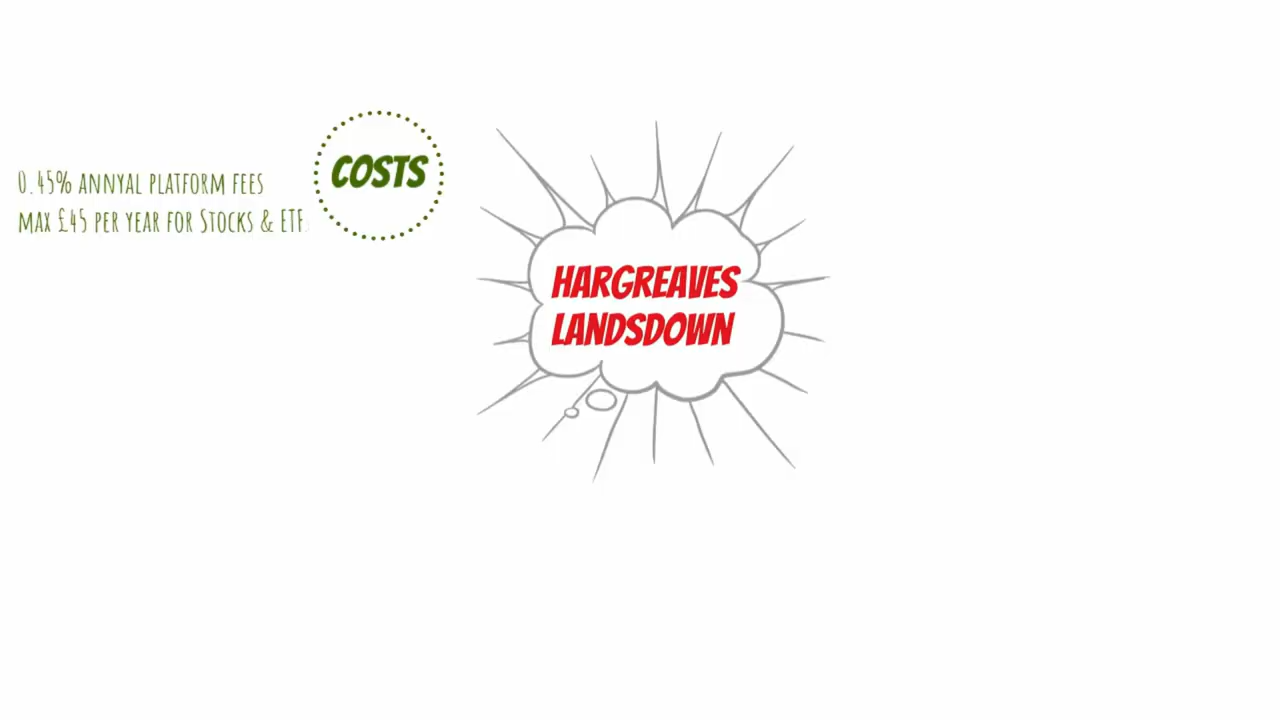 COSTS
0.45% ANNYAL PLATFORM FEES
MAX £45 PER YEAR FOR STOCKS & ETF
HARGREAVES
LANDSDOWN